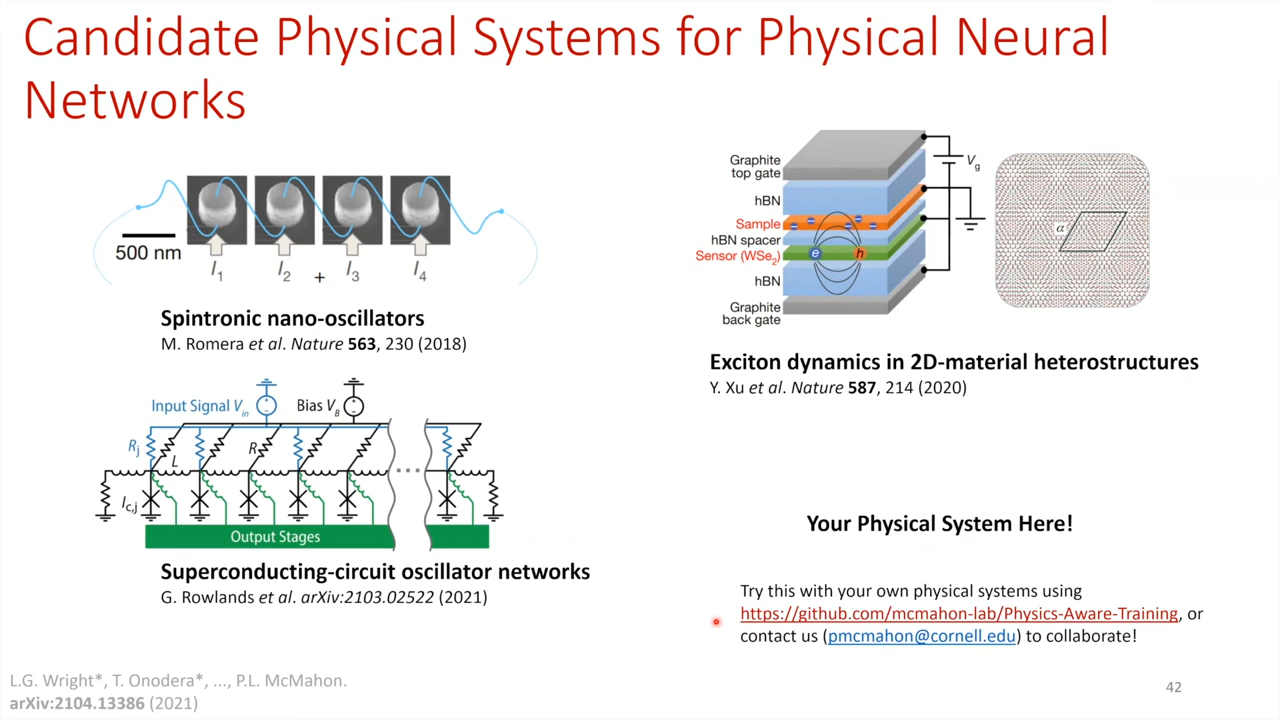 Candidate Physical Systems for Physical Neural
Networks
500 nm
I1
I2
+
I3
I4
Spintronic nano-oscillators
M. Romera et al. Nature 563, 230 (2018)
Graphite
top gate
hBN
Sample
hBN spacer
Sensor (WSe2)
hBN
Graphite
back gate
e
h
Vg
α
Exciton dynamics in 2D-material heterostructures
Y. Xu et al. Nature 587, 214 (2020)
Input Signal Vin
Bias VB
Rj
L
R
...
Ic,j
Output Stages
Superconducting-circuit oscillator networks
G. Rowlands et al. arXiv:2103.02522 (2021)
Your Physical System Here!
Try this with your own physical systems using
https://github.com/mcmahon-lab/Physics-Aware-Training, or
contact us (pmcmahon@cornell.edu) to collaborate!
L.G. Wright*, T. Onodera*, ..., P.L. McMahon.
arXiv:2104.13386 (2021)
42